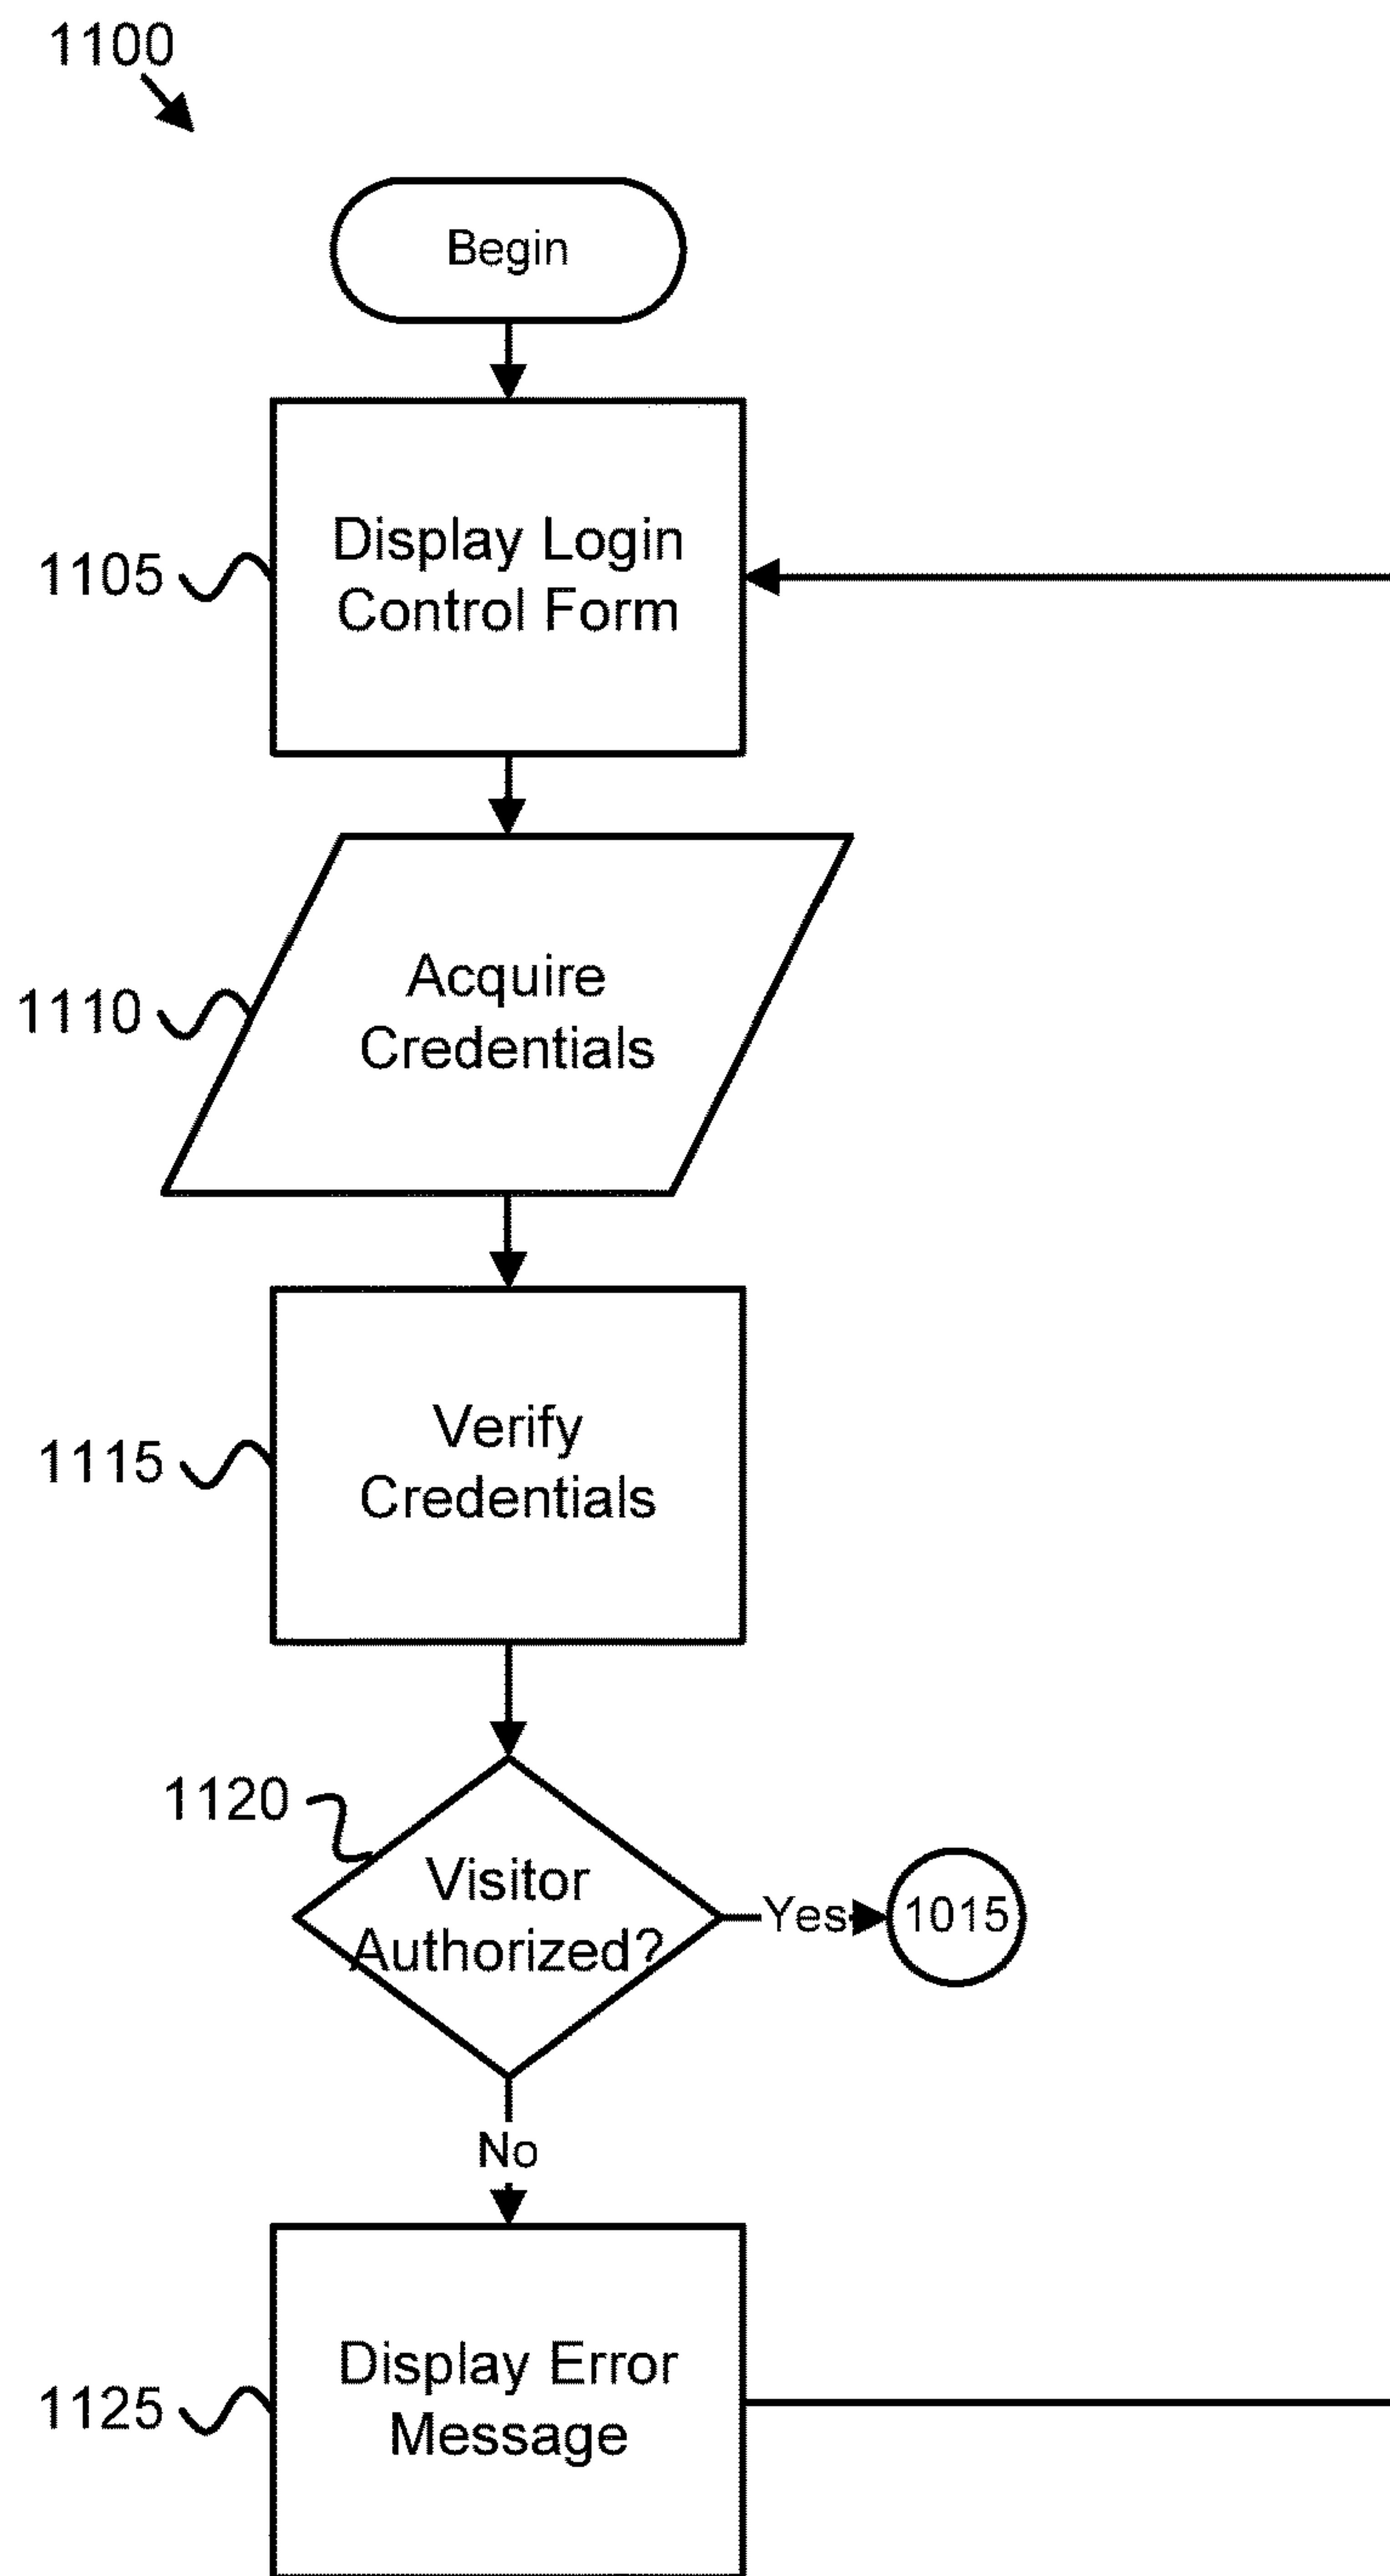 1100
Begin
1105
Display Login
Control Form
1110
Acquire
Credentials
1115
Verify
Credentials
1120
Visitor
Authorized?
Yes
1015
No
1125
Display Error
Message